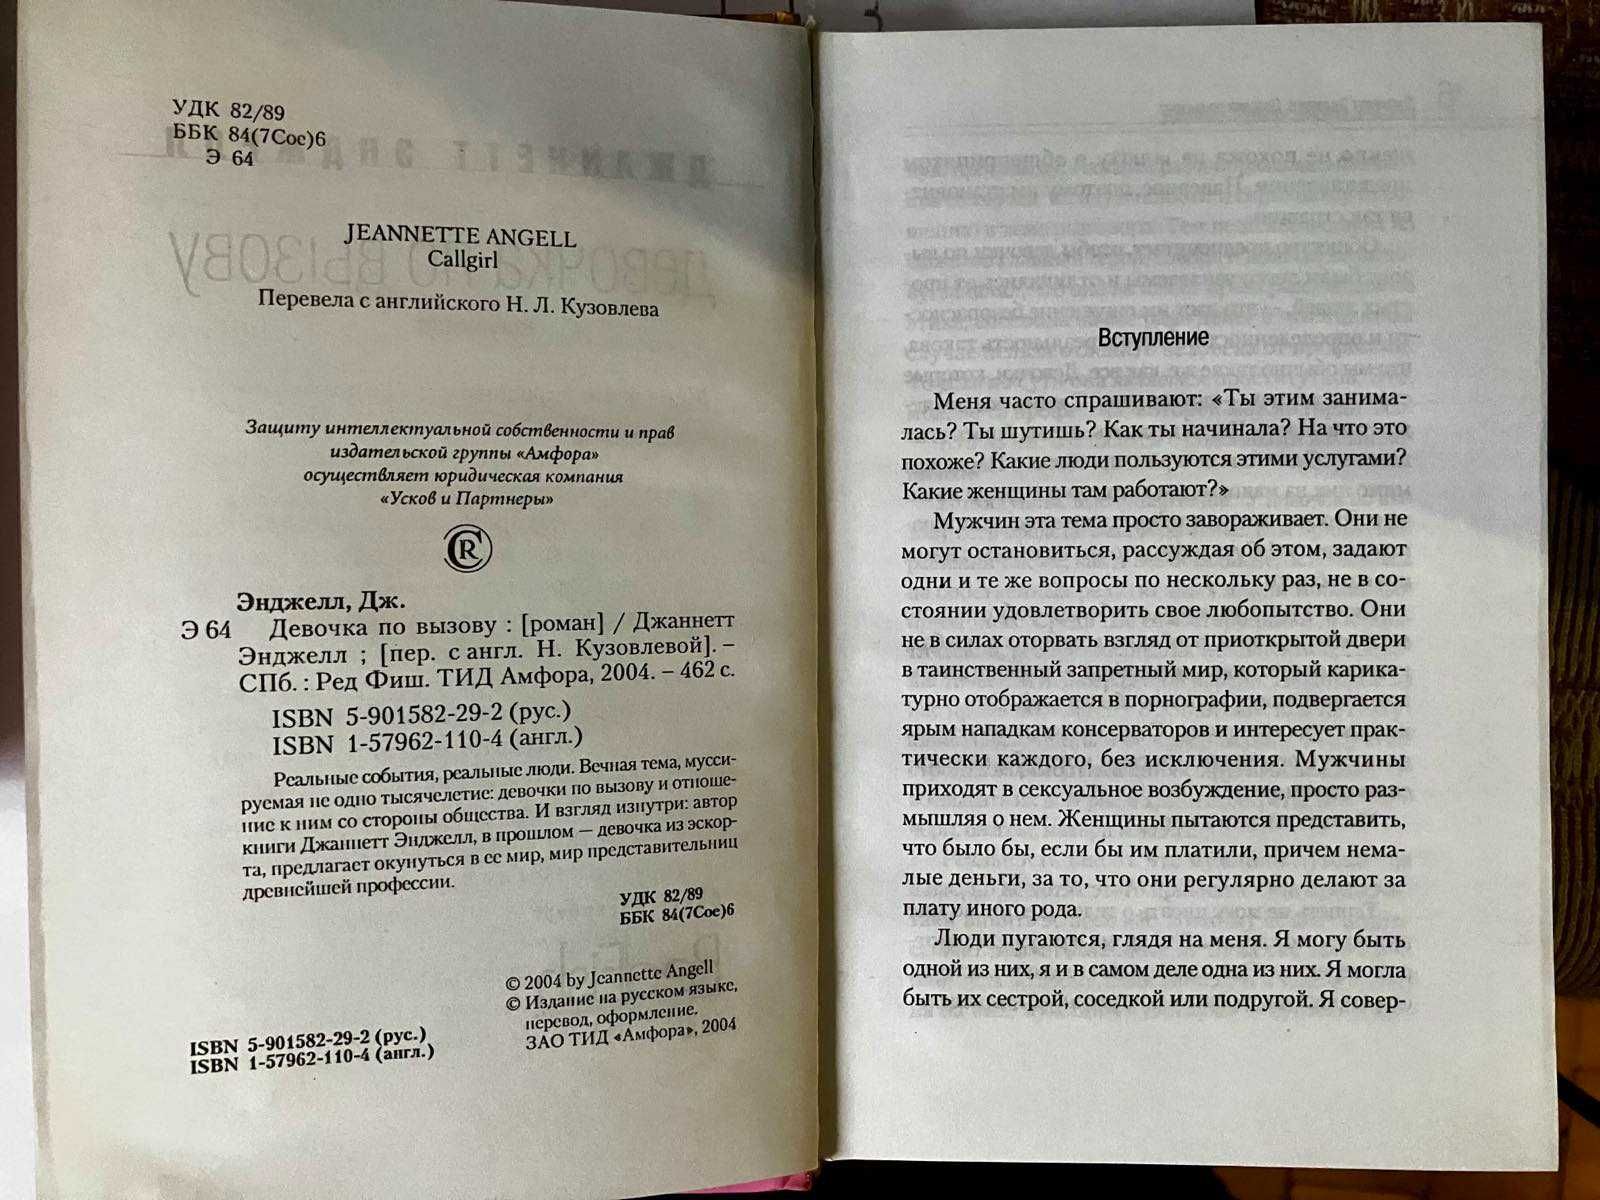 УДК 82/89
ББК 84(7Сое)6
Э 64
JEANNETTE ANGELL
Callgirl
Перевела с английского Н. Л. Кузовлева
Защиту интеллектуальной собственности и прав
издательской группы «Амфора»
осуществляет юридическая компания
«Усков и Партнеры»
Энджелл, Дж.
Э 64 Девочка по вызову : [роман] / Джаннетт
Энджелл ; [пер. с англ. Н. Кузовлевой]. –
СПб. : Ред Фиш. ТИД Амфора, 2004. – 462 с.
ISBN 5-901582-29-2 (рус.)
ISBN 1-57962-110-4 (англ.)
Реальные события, реальные люди. Вечная тема, мусси-
руемая не одно тысячелетие: девочки по вызову и отноше-
ние к ним со стороны общества. И взгляд изнутри: автор
книги Джаннетт Энджелл, в прошлом — девочка из эскор-
та, предлагает окунуться в ее мир, мир представительниц
древнейшей профессии.
УДК 82/89
ББК 84(7Сое)6
© 2004 by Jeannette Angell
© Издание на русском языке,
перевод, оформление.
ЗАО ТИД «Амфора», 2004
ISBN 5-901582-29-2 (рус.)
ISBN 1-57962-110-4 (англ.)
Вступление
Меня часто спрашивают: «Ты этим занима-
лась? Ты шутишь? Как ты начинала? На что это
похоже? Какие люди пользуются этими услугами?
Какие женщины там работают?»
Мужчин эта тема просто завораживает. Они не
могут остановиться, рассуждая об этом, задают
одни и те же вопросы по нескольку раз, не в со-
стоянии удовлетворить свое любопытство. Они
не в силах оторвать взгляд от приоткрытой двери
в таинственный запретный мир, который карика-
турно отображается в порнографии, подвергается
ярым нападкам консерваторов и интересует прак-
тически каждого, без исключения. Мужчины
приходят в сексуальное возбуждение, просто раз-
мышляя о нем. Женщины пытаются представить,
что было бы, если бы им платили, причем нема-
лые деньги, за то, что они регулярно делают за
плату иного рода.
Люди пугаются, глядя на меня. Я могу быть
одной из них, я и в самом деле одна из них. Я могла
быть их сестрой, соседкой или подругой. Я совер-